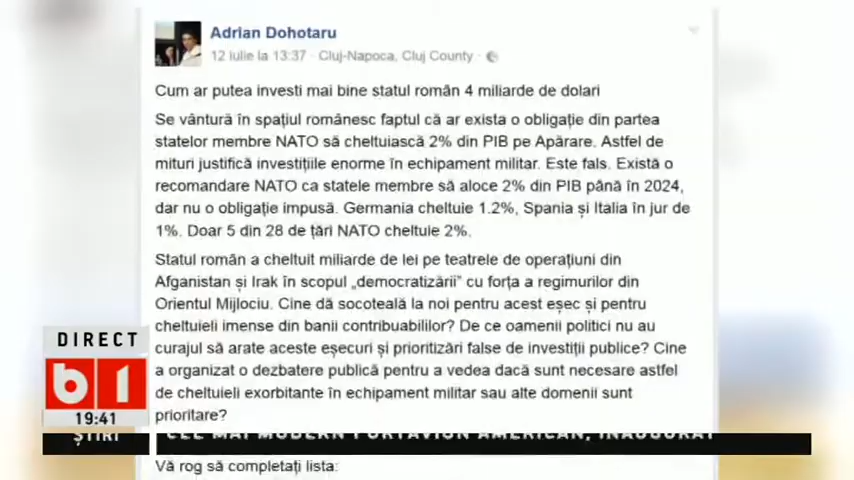 Adrian Dohotaru
12 iulie la 13:37 · Cluj-Napoca, Cluj County ·
Cum ar putea investi mai bine statul român 4 miliarde de dolari
Se vântură în spațiul românesc faptul că ar exista o obligație din partea
statelor membre NATO să cheltuiască 2% din PIB pe Apărare. Astfel de
mituri justifică investițiile enorme în echipament militar. Este fals. Există o
recomandare NATO ca statele membre să aloce 2% din PIB până în 2024,
dar nu o obligație impusă. Germania cheltuie 1.2%, Spania și Italia în jur de
1%. Doar 5 din 28 de țări NATO cheltuie 2%.
Statul român a cheltuit miliarde de lei pe teatrele de operațiuni din
Afganistan și Irak în scopul „democratizării” cu forța a regimurilor din
Orientul Mijlociu. Cine dă socoteală la noi pentru acest eșec și pentru
cheltuieli imense din banii contribuabililor? De ce oamenii politici nu au
curajul să arate aceste eșecuri și prioritizări false de investiții publice? Cine
a organizat o dezbatere publică pentru a vedea dacă sunt necesare astfel
de cheltuieli exorbitante în echipament militar sau alte domenii sunt
prioritare?
DIRECT
b1
19:41
ȘTIRI
CEL MAI MODERN PORTAVION AMERICAN, INAUGURAT
Vă rog să completați lista: